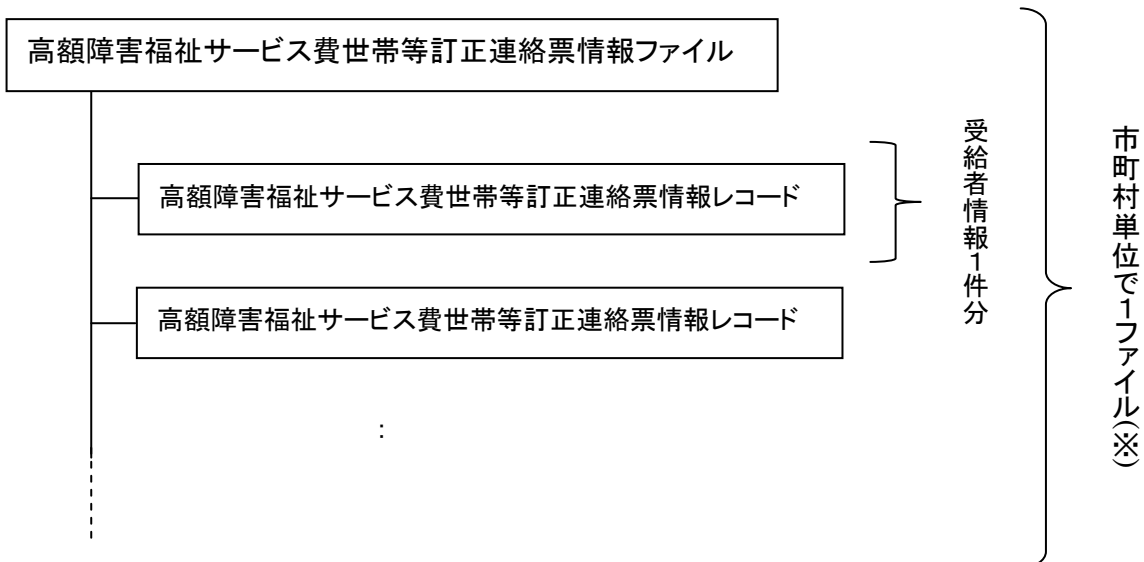 高額障害福祉サービス費世帯等訂正連絡票情報ファイル
高額障害福祉サービス費世帯等訂正連絡票情報レコード
高額障害福祉サービス費世帯等訂正連絡票情報レコード
:
受給者情報1件分
市町村単位で1ファイル(※)